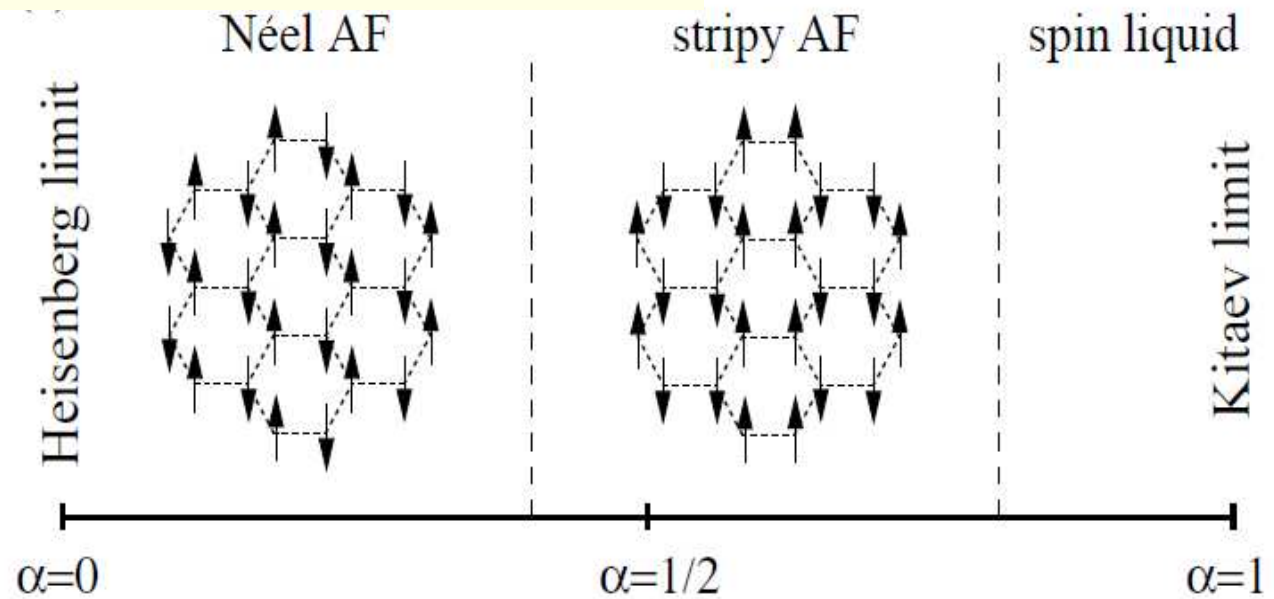 Néel AF
stripy AF
spin liquid
Heisenberg limit
Kitaev limit
α=0
α=1/2
α=1